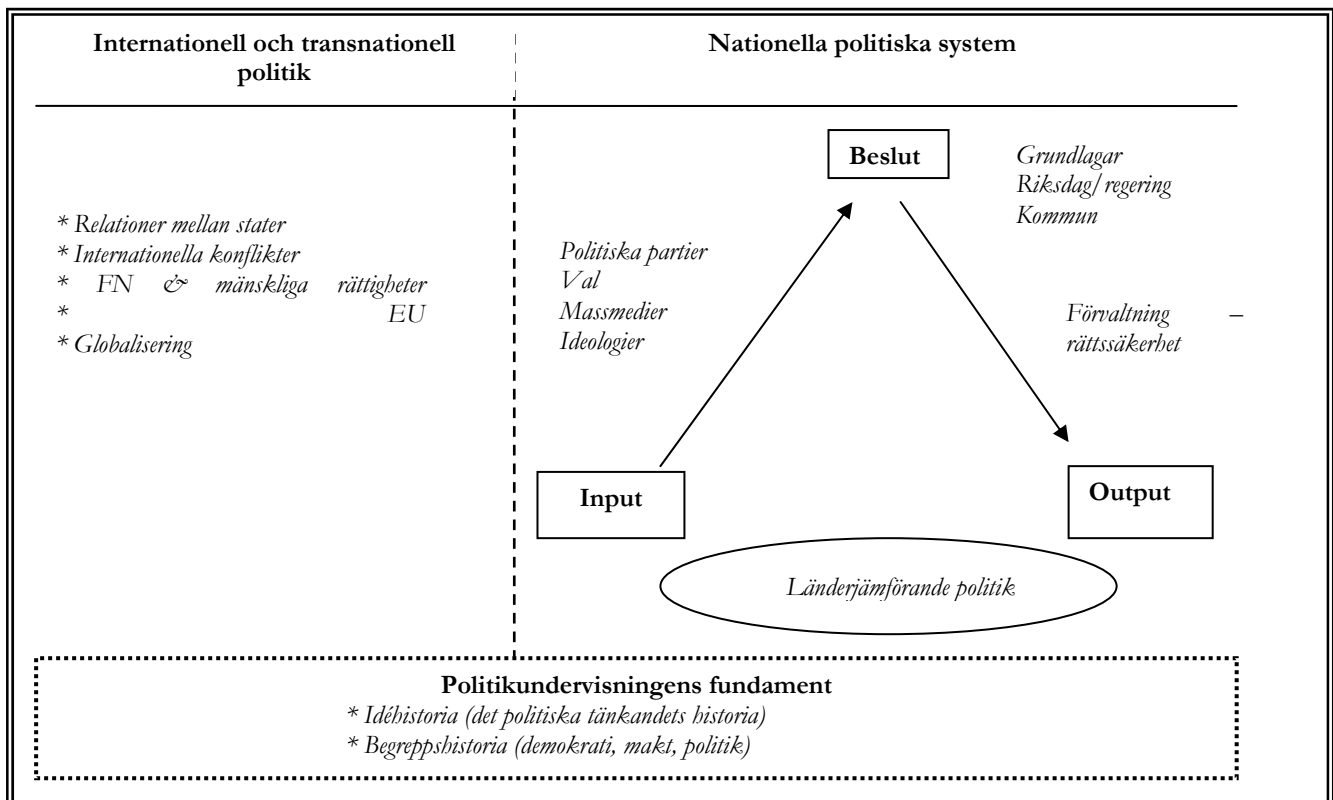 Internationell och transnationell
politik
Nationella politiska system
* Relationer mellan stater
* Internationella konflikter
* FN & mänskliga rättigheter
* EU
* Globalisering
Beslut
Grundlagar
Riksdag/regering
Kommun
Politiska partier
Val
Massmedier
Ideologier
Förvaltning –
rättssäkerhet
Input
Output
Länderjämförande politik
Politikundervisningens fundament
* Idéhistoria (det politiska tänkandets historia)
* Begreppshistoria (demokrati, makt, politik)